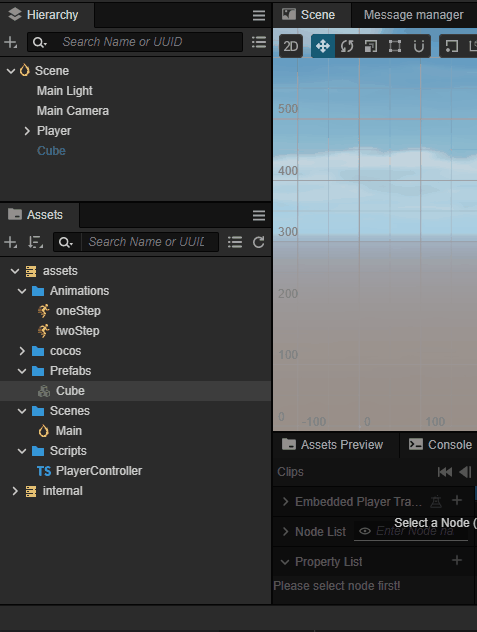 Hierarchy
Search Name or UUID
Scene
Main Light
Main Camera
Player
Cube
Assets
Search Name or UUID
assets
Animations
oneStep
twoStep
cocos
Prefabs
Cube
Scenes
Main
Scripts
TS PlayerController
internal
Scene Message manager
2D
500
400
300
200
100
0
-100 0 100
Assets Preview Console
Clips
Embedded Player Tra...
Select a Node (
Node List Enter Node na
Property List
Please select node first!